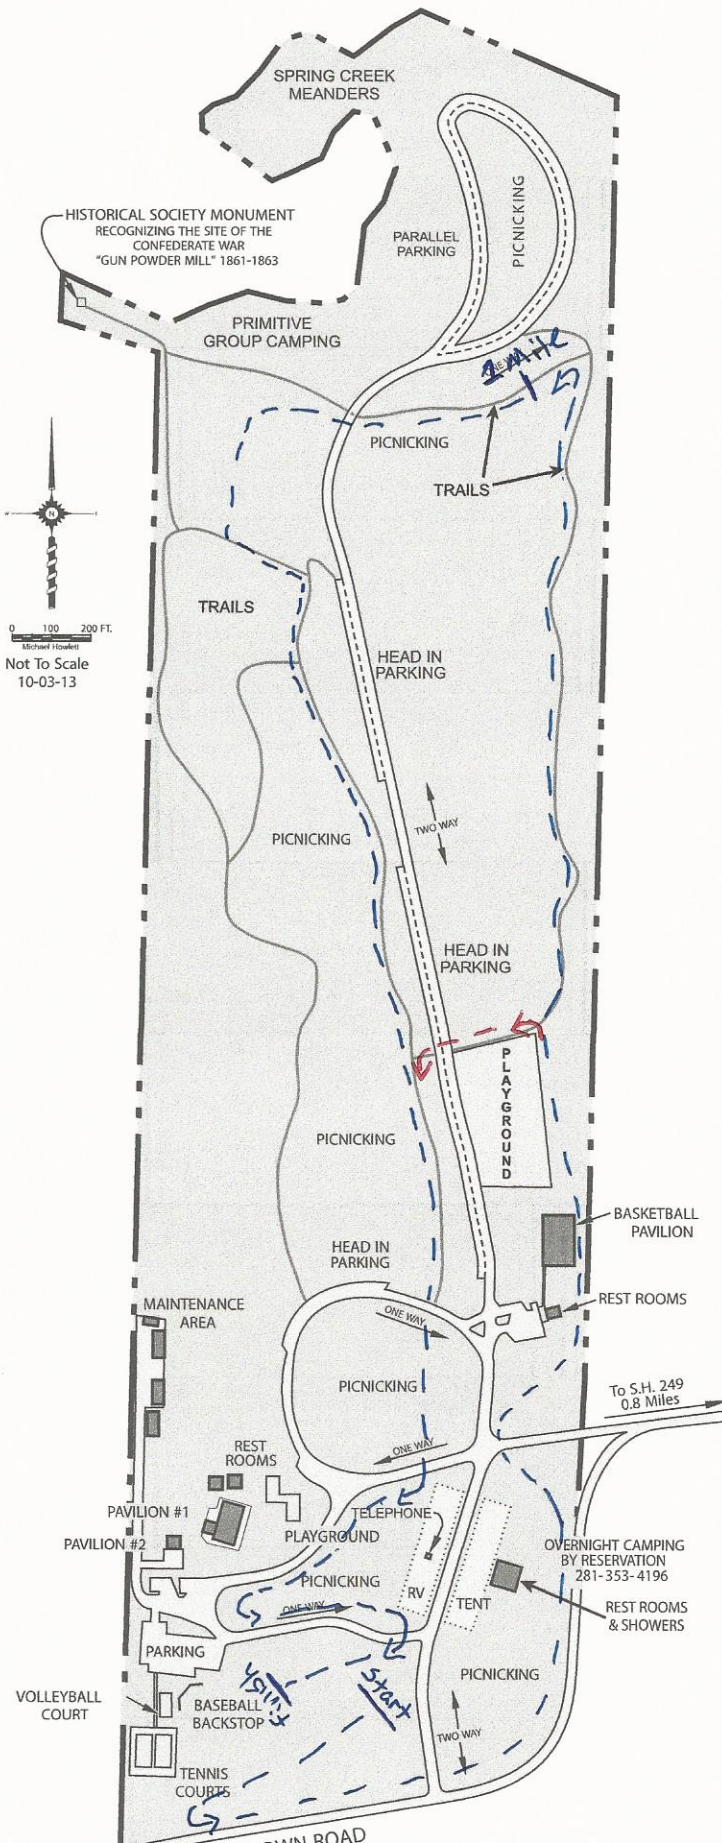 SPRING CREEK
MEANDERS
HISTORICAL SOCIETY MONUMENT
RECOGNIZING THE SITE OF THE
CONFEDERATE WAR
"GUN POWDER MILL" 1861-1863
PARALLEL
PARKING
PICNICKING
PRIMITIVE
GROUP CAMPING
1 Mile
PICNICKING
TRAILS
W N E
0 100 200 FT.
Michael Howlett
Not To Scale
10-03-13
TRAILS
HEAD IN
PARKING
TWO WAY
PICNICKING
HEAD IN
PARKING
PLAYGROUND
PICNICKING
BASKETBALL
PAVILION
HEAD IN
PARKING
REST ROOMS
MAINTENANCE
AREA
ONE WAY
PICNICKING
To S.H. 249
0.8 Miles
ONE WAY
REST
ROOMS
PAVILION #1
TELEPHONE
PLAYGROUND
PAVILION #2
OVERNIGHT CAMPING
BY RESERVATION
281-353-4196
PICNICKING
RV
TENT
ONE WAY
REST ROOMS
& SHOWERS
PARKING
PICNICKING
Start
finish
VOLLEYBALL
COURT
BASEBALL
BACKSTOP
TWO WAY
TENNIS
COURTS
ROAD